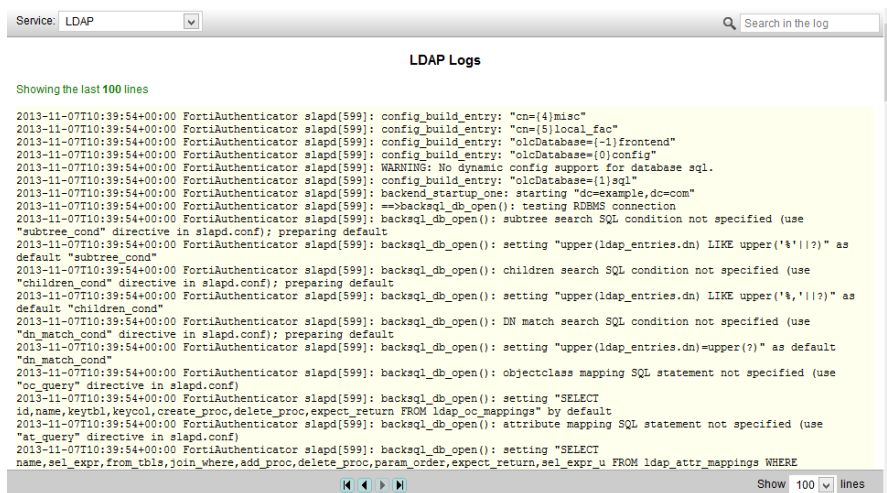 Service: LDAP
Search in the log
LDAP Logs
Showing the last 100 lines
2013-11-07T10:39:54+00:00 FortiAuthenticator slapd[599]: config_build_entry: "cn={4}misc"
2013-11-07T10:39:54+00:00 FortiAuthenticator slapd[599]: config_build_entry: "cn={5}local_fac"
2013-11-07T10:39:54+00:00 FortiAuthenticator slapd[599]: config_build_entry: "olcDatabase={-1}frontend"
2013-11-07T10:39:54+00:00 FortiAuthenticator slapd[599]: config_build_entry: "olcDatabase={0}config"
2013-11-07T10:39:54+00:00 FortiAuthenticator slapd[599]: WARNING: No dynamic config support for database sql.
2013-11-07T10:39:54+00:00 FortiAuthenticator slapd[599]: config_build_entry: "olcDatabase={1}sql"
2013-11-07T10:39:54+00:00 FortiAuthenticator slapd[599]: backend_startup_one: starting "dc=example,dc=com"
2013-11-07T10:39:54+00:00 FortiAuthenticator slapd[599]: ==>backsql_db_open(): testing RDBMS connection
2013-11-07T10:39:54+00:00 FortiAuthenticator slapd[599]: backsql_db_open(): subtree search SQL condition not specified (use
"subtree_cond" directive in slapd.conf); preparing default
2013-11-07T10:39:54+00:00 FortiAuthenticator slapd[599]: backsql_db_open(): setting "upper(ldap_entries.dn) LIKE upper('%'||?)" as
default "subtree_cond"
2013-11-07T10:39:54+00:00 FortiAuthenticator slapd[599]: backsql_db_open(): children search SQL condition not specified (use
"children_cond" directive in slapd.conf); preparing default
2013-11-07T10:39:54+00:00 FortiAuthenticator slapd[599]: backsql_db_open(): setting "upper(ldap_entries.dn) LIKE upper('%,'||?)" as
default "children_cond"
2013-11-07T10:39:54+00:00 FortiAuthenticator slapd[599]: backsql_db_open(): DN match search SQL condition not specified (use
"dn_match_cond" directive in slapd.conf); preparing default
2013-11-07T10:39:54+00:00 FortiAuthenticator slapd[599]: backsql_db_open(): setting "upper(ldap_entries.dn)=upper(?)" as default
"dn_match_cond"
2013-11-07T10:39:54+00:00 FortiAuthenticator slapd[599]: backsql_db_open(): objectclass mapping SQL statement not specified (use
"oc_query" directive in slapd.conf)
2013-11-07T10:39:54+00:00 FortiAuthenticator slapd[599]: backsql_db_open(): setting "SELECT
id,name,keytbl,keycol,create_proc,delete_proc,expect_return FROM ldap_oc_mappings" by default
2013-11-07T10:39:54+00:00 FortiAuthenticator slapd[599]: backsql_db_open(): attribute mapping SQL statement not specified (use
"at_query" directive in slapd.conf)
2013-11-07T10:39:54+00:00 FortiAuthenticator slapd[599]: backsql_db_open(): setting "SELECT
name,sel_expr,from_tbls,join_where,add_proc,delete_proc,param_order,expect_return,sel_expr_u FROM ldap_attr_mappings WHERE
Show 100 lines